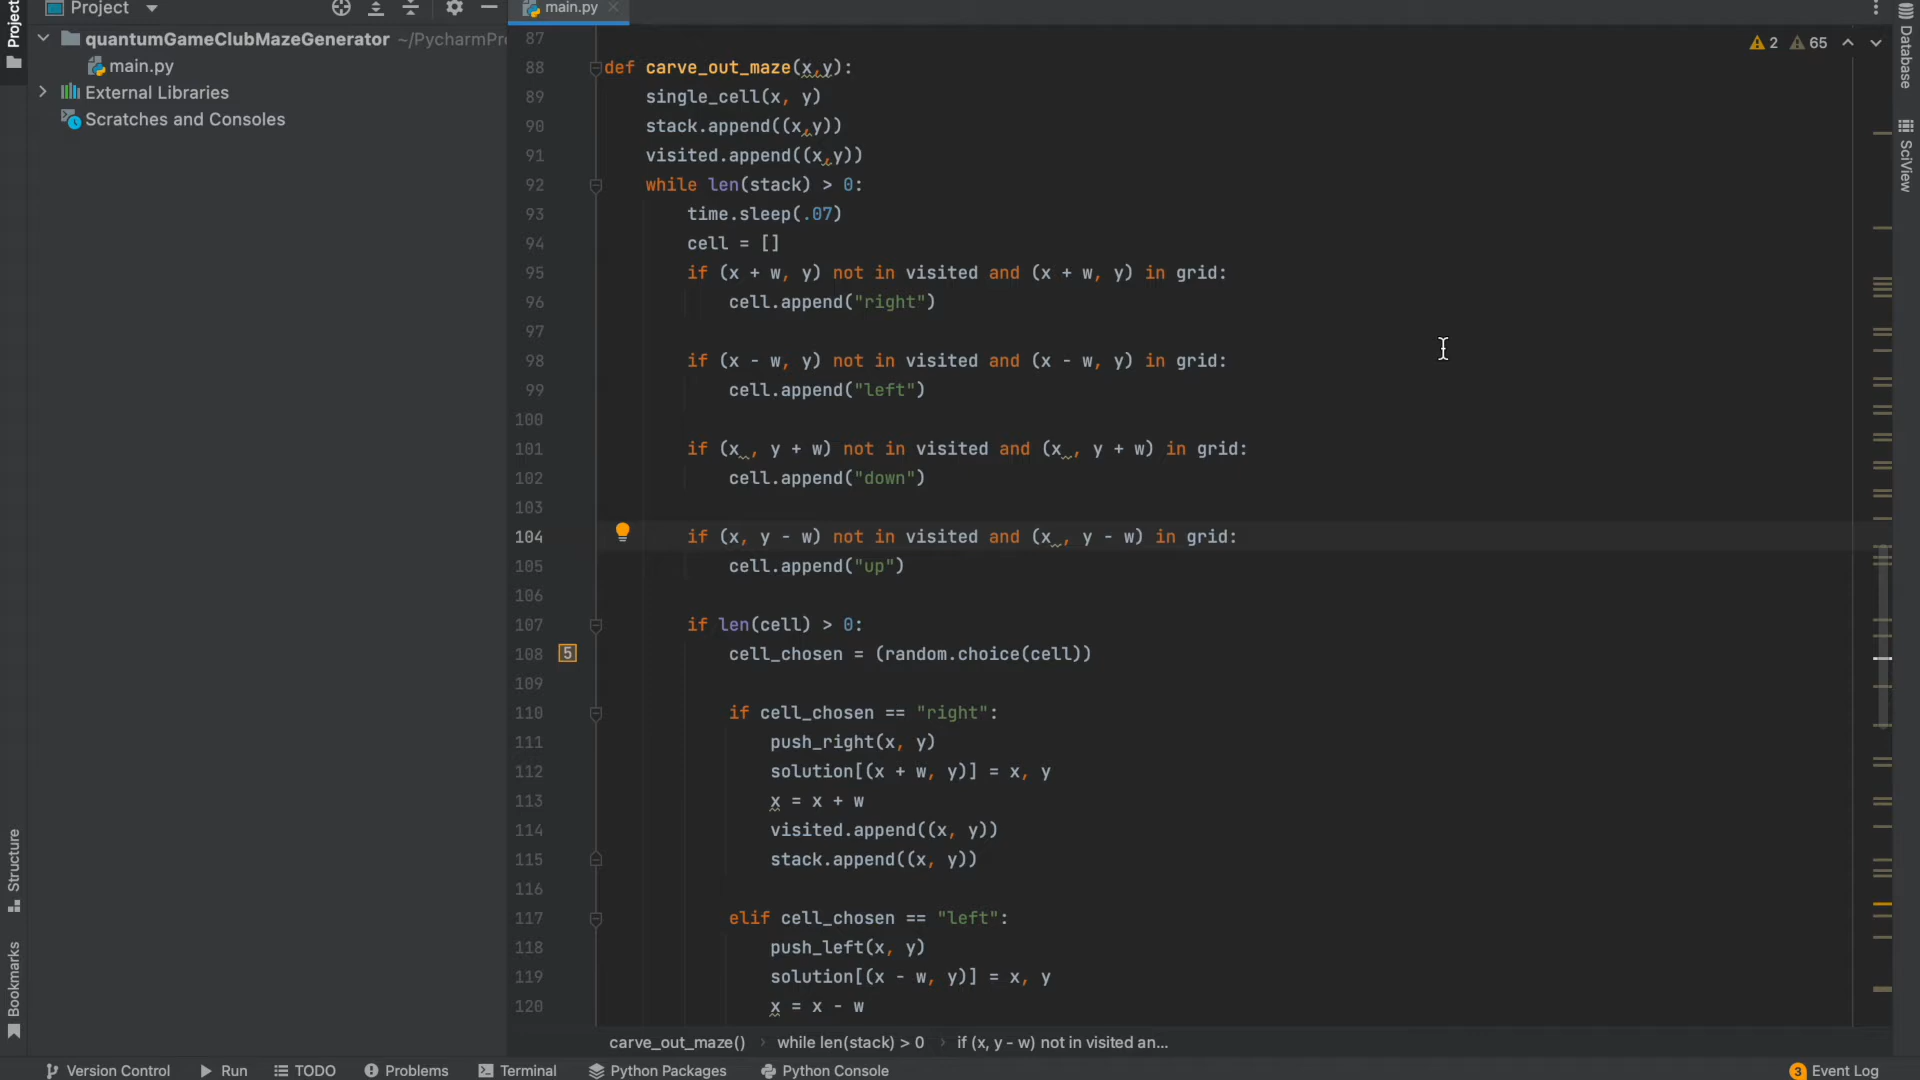 Project
main.py
quantumGameClubMazeGenerator ~/PycharmPr
main.py
External Libraries
Scratches and Consoles
Project
Structure
Bookmarks
2 65
Database
SciView
87
88 def carve_out_maze(x,y):
89 single_cell(x, y)
90 stack.append((x,y))
91 visited.append((x,y))
92 while len(stack) > 0:
93 time.sleep(.07)
94 cell = []
95 if (x + w, y) not in visited and (x + w, y) in grid:
96 cell.append("right")
97
98 if (x - w, y) not in visited and (x - w, y) in grid:
99 cell.append("left")
100
101 if (x , y + w) not in visited and (x , y + w) in grid:
102 cell.append("down")
103
104 if (x, y - w) not in visited and (x , y - w) in grid:
105 cell.append("up")
106
107 if len(cell) > 0:
108 5 cell_chosen = (random.choice(cell))
109
110 if cell_chosen == "right":
111 push_right(x, y)
112 solution[(x + w, y)] = x, y
113 x = x + w
114 visited.append((x, y))
115 stack.append((x, y))
116
117 elif cell_chosen == "left":
118 push_left(x, y)
119 solution[(x - w, y)] = x, y
120 x = x - w
carve_out_maze() › while len(stack) > 0 › if (x, y - w) not in visited an...
Version Control Run TODO Problems Terminal Python Packages Python Console 3 Event Log